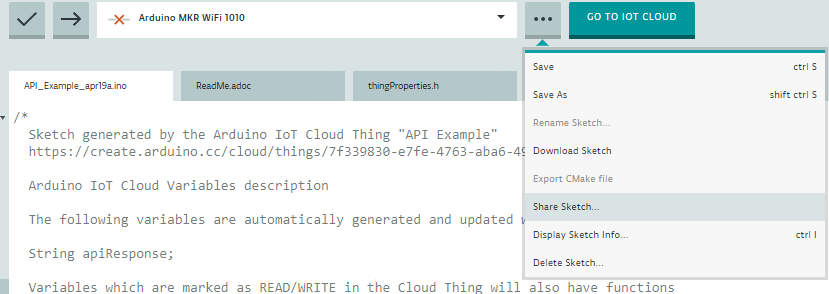 Arduino MKR WiFi 1010
GO TO IOT CLOUD
Save ctrl S
Save As shift ctrl S
Rename Sketch...
Download Sketch
Export CMake file
Share Sketch...
Display Sketch Info... ctrl I
Delete Sketch...
API_Example_apr19a.ino ReadMe.adoc thingProperties.h
/*
Sketch generated by the Arduino IoT Cloud Thing "API Example"
https://create.arduino.cc/cloud/things/7f339830-e7fe-4763-aba6-49
Arduino IoT Cloud Variables description
The following variables are automatically generated and updated
String apiResponse;
Variables which are marked as READ/WRITE in the Cloud Thing will also have functions